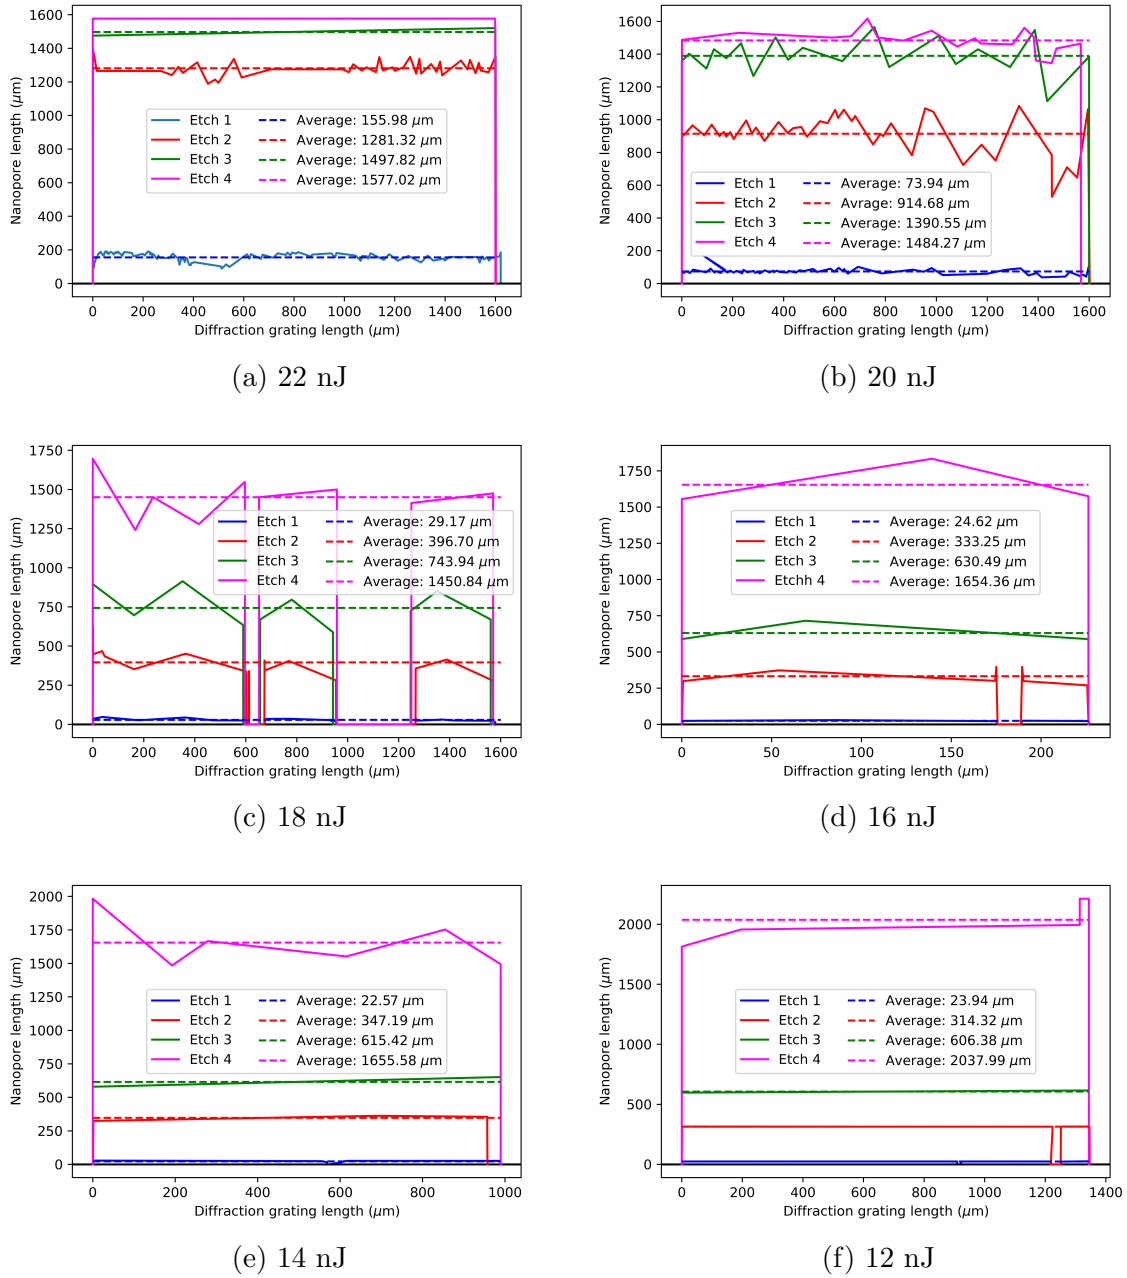 Nanopore length (μm)
1600
1400
1200
1000
800
600
400
200
0
Etch 1
Etch 2
Etch 3
Etch 4
Average: 155.98 μm
Average: 1281.32 μm
Average: 1497.82 μm
Average: 1577.02 μm
0 200 400 600 800 1000 1200 1400 1600
Diffraction grating length (μm)
(a) 22 nJ
Nanopore length (μm)
1600
1400
1200
1000
800
600
400
200
0
Etch 1
Etch 2
Etch 3
Etch 4
Average: 73.94 μm
Avrage: 914.68 μm
Average: 1390.55 μm
Average: 1484.27 μm
0 200 400 600 800 1000 1200 1400 1600
Diffraction grating length (μm)
(b) 20 nJ
Nanopore length (μm)
1750
1500
1250
1000
750
500
250
0
Etch 1
Etch 2
Etch 3
Etch 4
Average: 29.17 μm
Average: 396.70 μm
Average: 743.94 μm
Average: 1450.84 μm
0 200 400 600 800 1000 1200 1400 1600
Diffraction grating length (μm)
(c) 18 nJ
Nanopore length (μm)
1750
1500
1250
1000
750
500
250
0
Etch 1
Etch 2
Etch 3
Etchh 4
Average: 24.62 μm
Average: 333.25 μm
Average: 630.49 μm
Average: 1654.36 μm
0 50 100 150 200
Diffraction grating length (μm)
(d) 16 nJ
Nanopore length (μm)
2000
1750
1500
1250
1000
750
500
250
0
Etch 1
Etch 2
Etch 3
Etch 4
Average: 22.57 μm
Average: 347.19 μm
Average: 615.42 μm
Average: 1655.58 μm
0 200 400 600 800 1000
Diffraction grating length (μm)
(e) 14 nJ
Nanopore length (μm)
2000
1500
1000
500
0
Etch 1
Etch 2
Etch 3
Etch 4
Average: 23.94 μm
Average: 314.32 μm
Average: 606.38 μm
Average: 2037.99 μm
0 200 400 600 800 1000 1200 1400
Diffraction grating length (μm)
(f) 12 nJ